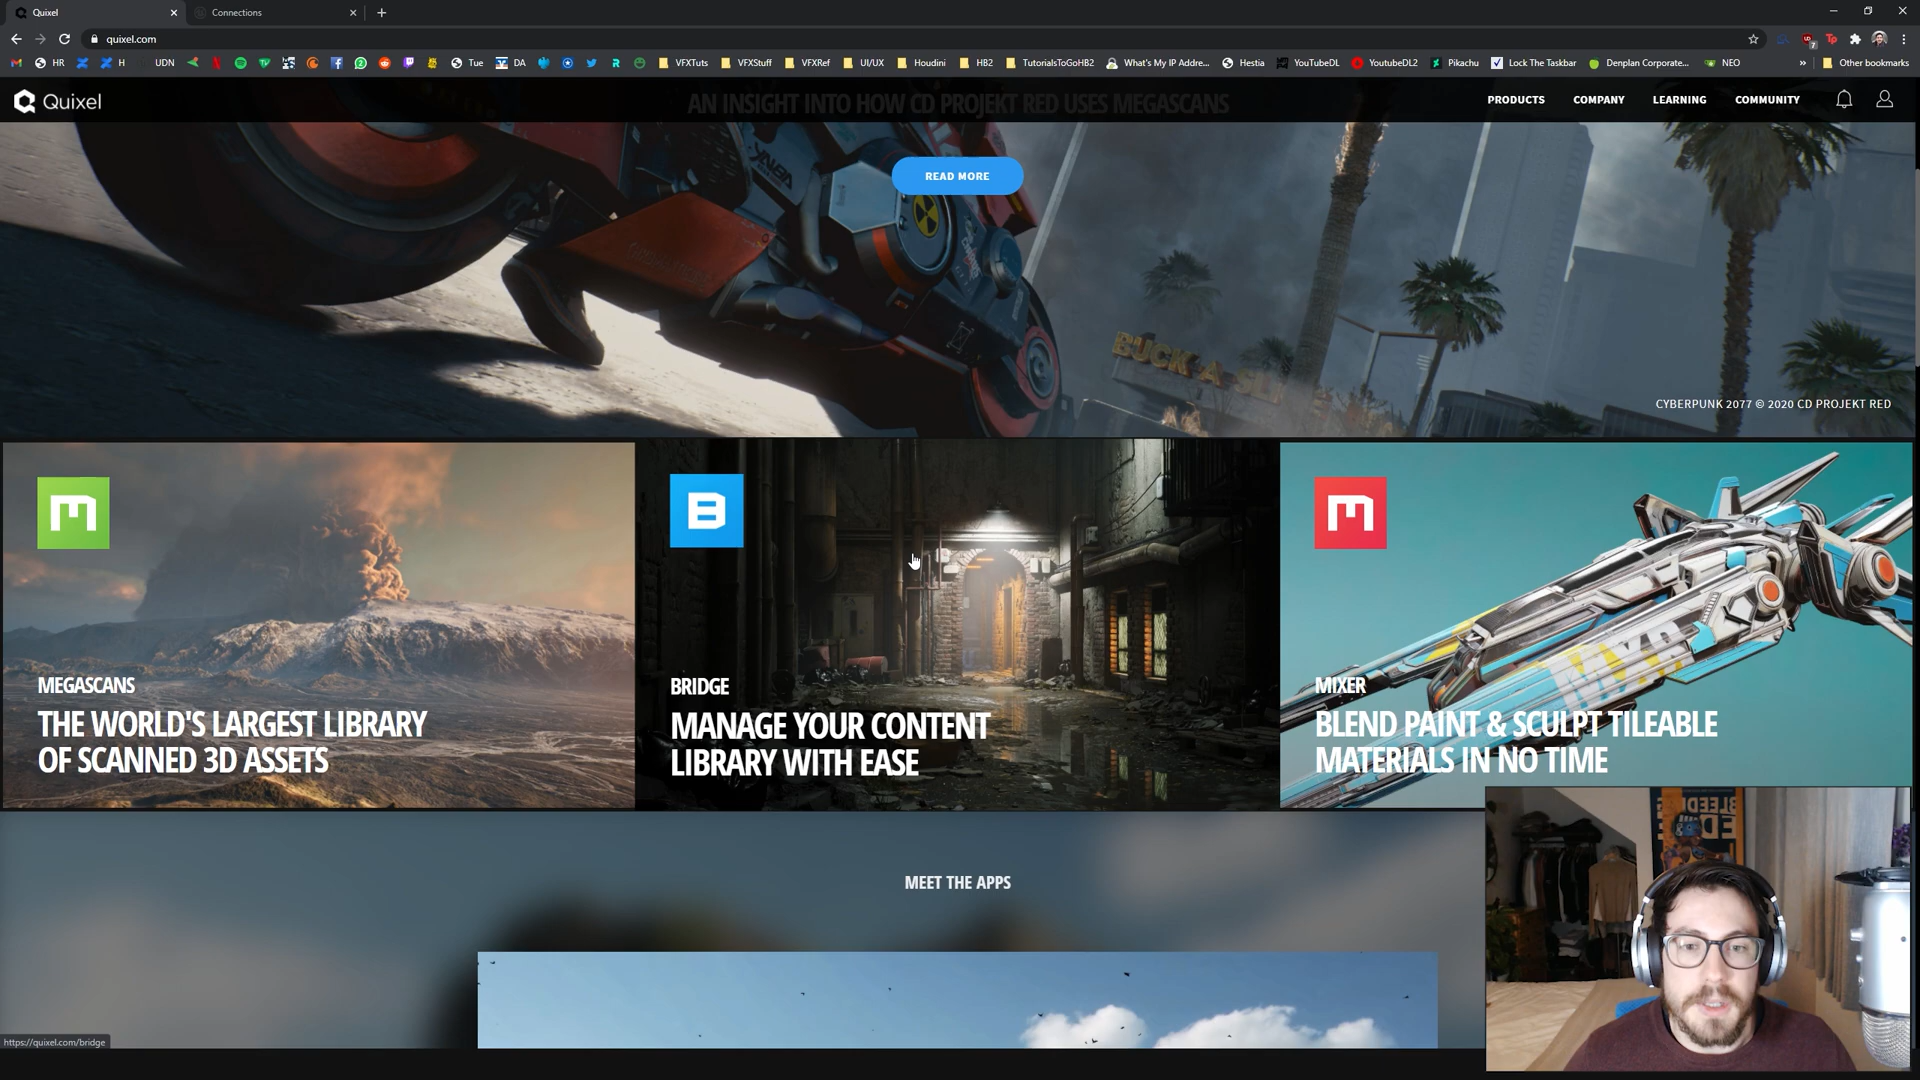 Quixel
Connections
quixel.com
HR
H
UDN
Tue
DA
VFXTuts
VFXStuff
VFXRef
UI/UX
Houdini
HB2
TutorialsToGoHB2
What's My IP Addre...
Hestia
YouTubeDL
YoutubeDL2
Pikachu
Lock The Taskbar
Denplan Corporate...
NEO
»
Other bookmarks
Quixel
AN INSIGHT INTO HOW CD PROJEKT RED USES MEGASCANS
PRODUCTS
COMPANY
LEARNING
COMMUNITY
READ MORE
BUCK-A-
CYBERPUNK 2077 © 2020 CD PROJEKT RED
MEGASCANS
THE WORLD'S LARGEST LIBRARY
OF SCANNED 3D ASSETS
B
BRIDGE
MANAGE YOUR CONTENT
LIBRARY WITH EASE
MIXER
BLEND PAINT & SCULPT TILEABLE
MATERIALS IN NO TIME
MEET THE APPS
https://quixel.com/bridge